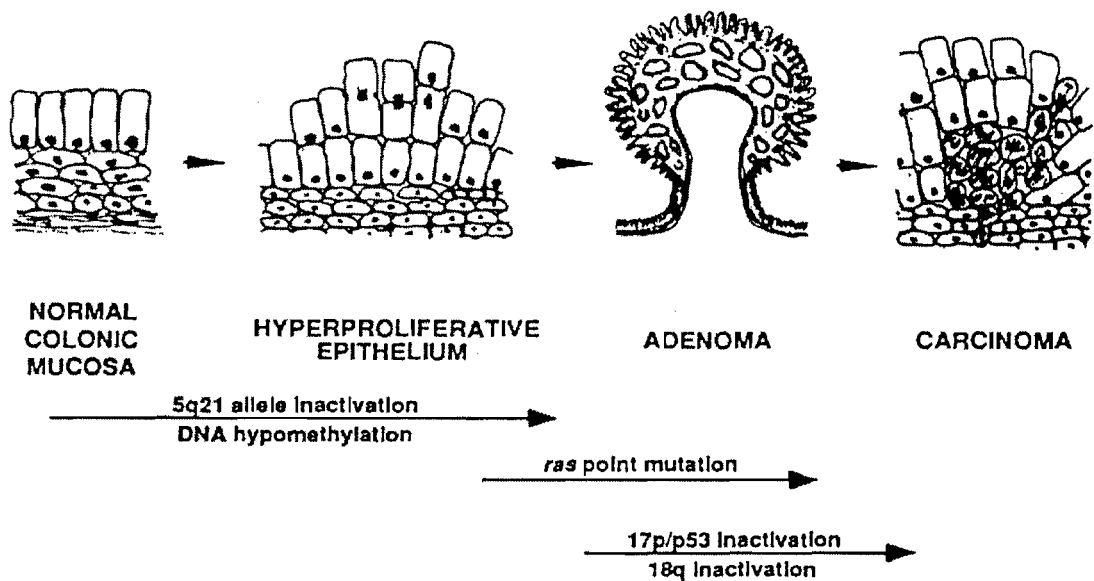 NORMAL
COLONIC
MUCOSA
HYPERPROLIFERATIVE
EPITHELIUM
ADENOMA
CARCINOMA
5q21 allele inactivation
DNA hypomethylation
ras point mutation
17p/p53 inactivation
18q inactivation